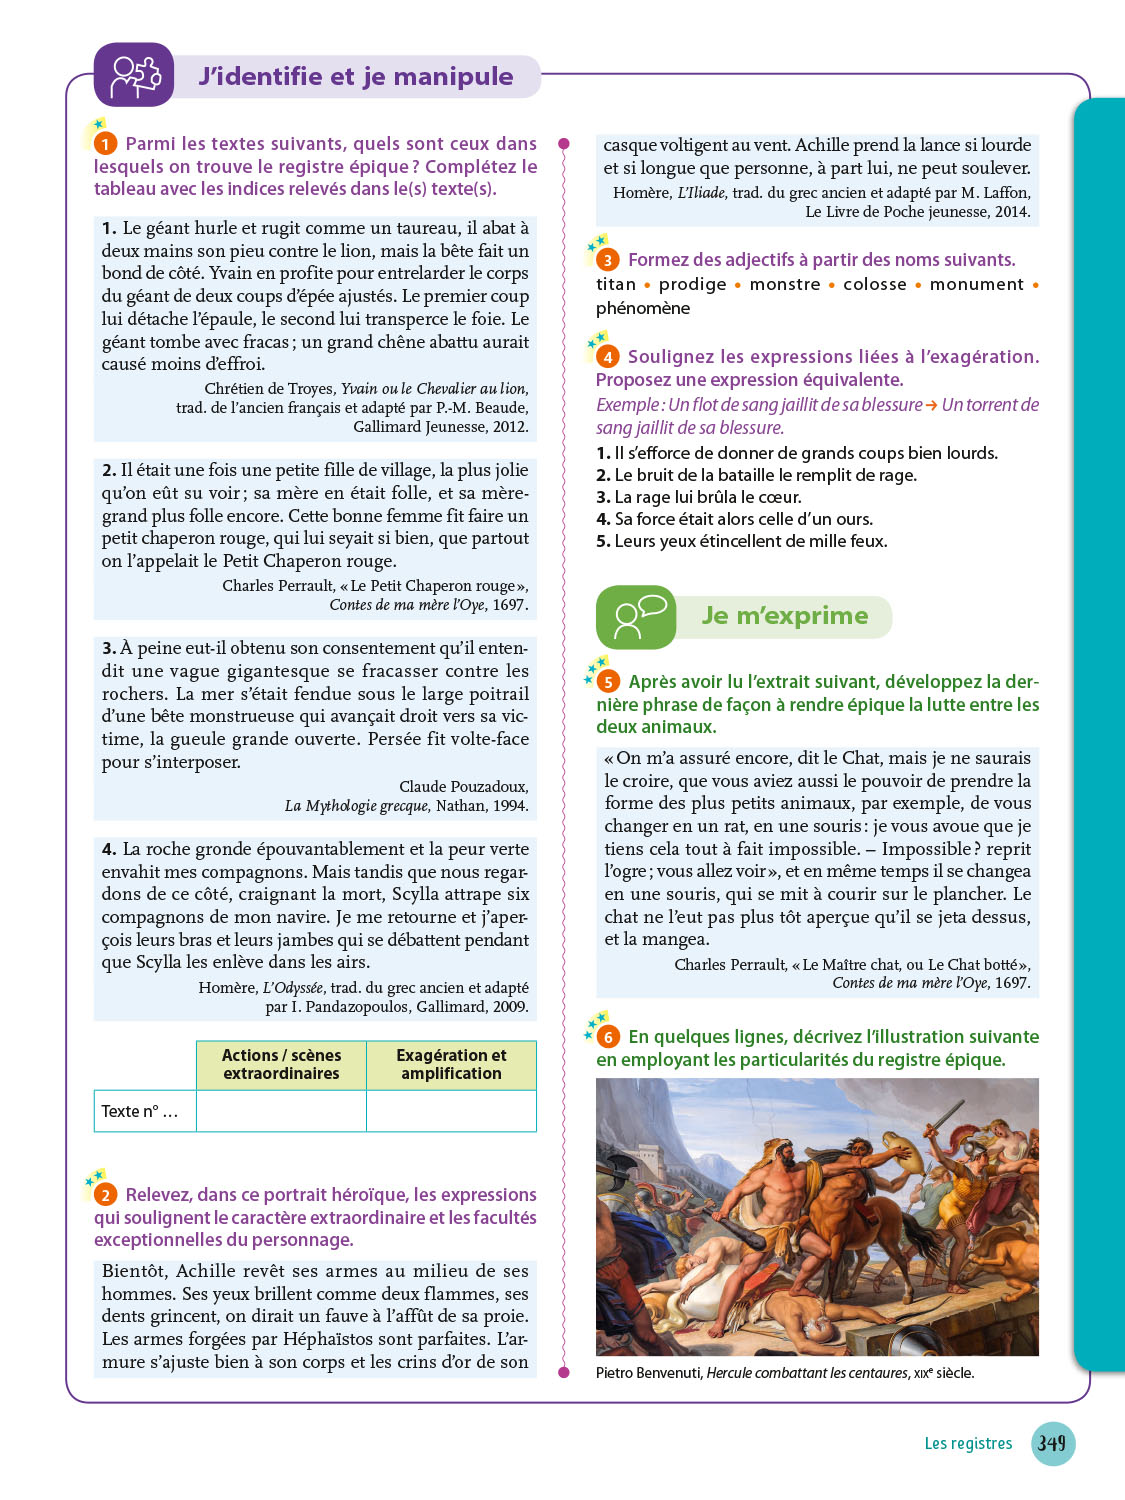 J'identifie et je manipule
1 Parmi les textes suivants, quels sont ceux dans
lesquels on trouve le registre épique ? Complétez le
tableau avec les indices relevés dans le(s) texte(s).
1. Le géant hurle et rugit comme un taureau, il abat à
deux mains son pieu contre le lion, mais la bête fait un
bond de côté. Yvain en profite pour entrelarder le corps
du géant de deux coups d'épée ajustés. Le premier coup
lui détache l'épaule, le second lui transperce le foie. Le
géant tombe avec fracas ; un grand chêne abattu aurait
causé moins d'effroi.
Chrétien de Troyes, Yvain ou le Chevalier au lion,
trad. de l'ancien français et adapté par P.-M. Beaude,
Gallimard Jeunesse, 2012.
2. Il était une fois une petite fille de village, la plus jolie
qu'on eût su voir ; sa mère en était folle, et sa mère-
grand plus folle encore. Cette bonne femme fit faire un
petit chaperon rouge, qui lui seyait si bien, que partout
on l'appelait le Petit Chaperon rouge.
Charles Perrault, « Le Petit Chaperon rouge »,
Contes de ma mère l'Oye, 1697.
3. À peine eut-il obtenu son consentement qu'il enten-
dit une vague gigantesque se fracasser contre les
rochers. La mer s'était fendue sous le large poitrail
d'une bête monstrueuse qui avançait droit vers sa vic-
time, la gueule grande ouverte. Persée fit volte-face
pour s'interposer.
Claude Pouzadoux,
La Mythologie grecque, Nathan, 1994.
4. La roche gronde épouvantablement et la peur verte
envahit mes compagnons. Mais tandis que nous regar-
dons de ce côté, craignant la mort, Scylla attrape six
compagnons de mon navire. Je me retourne et j'aper-
çois leurs bras et leurs jambes qui se débattent pendant
que Scylla les enlève dans les airs.
Homère, L'Odyssée, trad. du grec ancien et adapté
par I. Pandazopoulos, Gallimard, 2009.
Actions / scènes
extraordinaires
Exagération et
amplification
Texte n° ...
2 Relevez, dans ce portrait héroïque, les expressions
qui soulignent le caractère extraordinaire et les facultés
exceptionnelles du personnage.
Bientôt, Achille revêt ses armes au milieu de ses
hommes. Ses yeux brillent comme deux flammes, ses
dents grincent, on dirait un fauve à l'affût de sa proie.
Les armes forgées par Héphaïstos sont parfaites. L'ar-
mure s'ajuste bien à son corps et les crins d'or de son
casque voltigent au vent. Achille prend la lance si lourde
et si longue que personne, à part lui, ne peut soulever.
Homère, L'Iliade, trad. du grec ancien et adapté par M. Laffon,
Le Livre de Poche jeunesse, 2014.
3 Formez des adjectifs à partir des noms suivants.
titan • prodige • monstre • colosse • monument •
phénomène
4 Soulignez les expressions liées à l'exagération.
Proposez une expression équivalente.
Exemple : Un flot de sang jaillit de sa blessure → Un torrent de
sang jaillit de sa blessure.
1. Il s'efforce de donner de grands coups bien lourds.
2. Le bruit de la bataille le remplit de rage.
3. La rage lui brûla le cœur.
4. Sa force était alors celle d'un ours.
5. Leurs yeux étincellent de mille feux.
Je m'exprime
5 Après avoir lu l'extrait suivant, développez la der-
nière phrase de façon à rendre épique la lutte entre les
deux animaux.
« On m'a assuré encore, dit le Chat, mais je ne saurais
le croire, que vous aviez aussi le pouvoir de prendre la
forme des plus petits animaux, par exemple, de vous
changer en un rat, en une souris : je vous avoue que je
tiens cela tout à fait impossible. – Impossible ? reprit
l'ogre ; vous allez voir », et en même temps il se changea
en une souris, qui se mit à courir sur le plancher. Le
chat ne l'eut pas plus tôt aperçue qu'il se jeta dessus,
et la mangea.
Charles Perrault, « Le Maître chat, ou Le Chat botté »,
Contes de ma mère l'Oye, 1697.
6 En quelques lignes, décrivez l'illustration suivante
en employant les particularités du registre épique.
Pietro Benvenuti, Hercule combattant les centaures, XIXe siècle.
Les registres 349